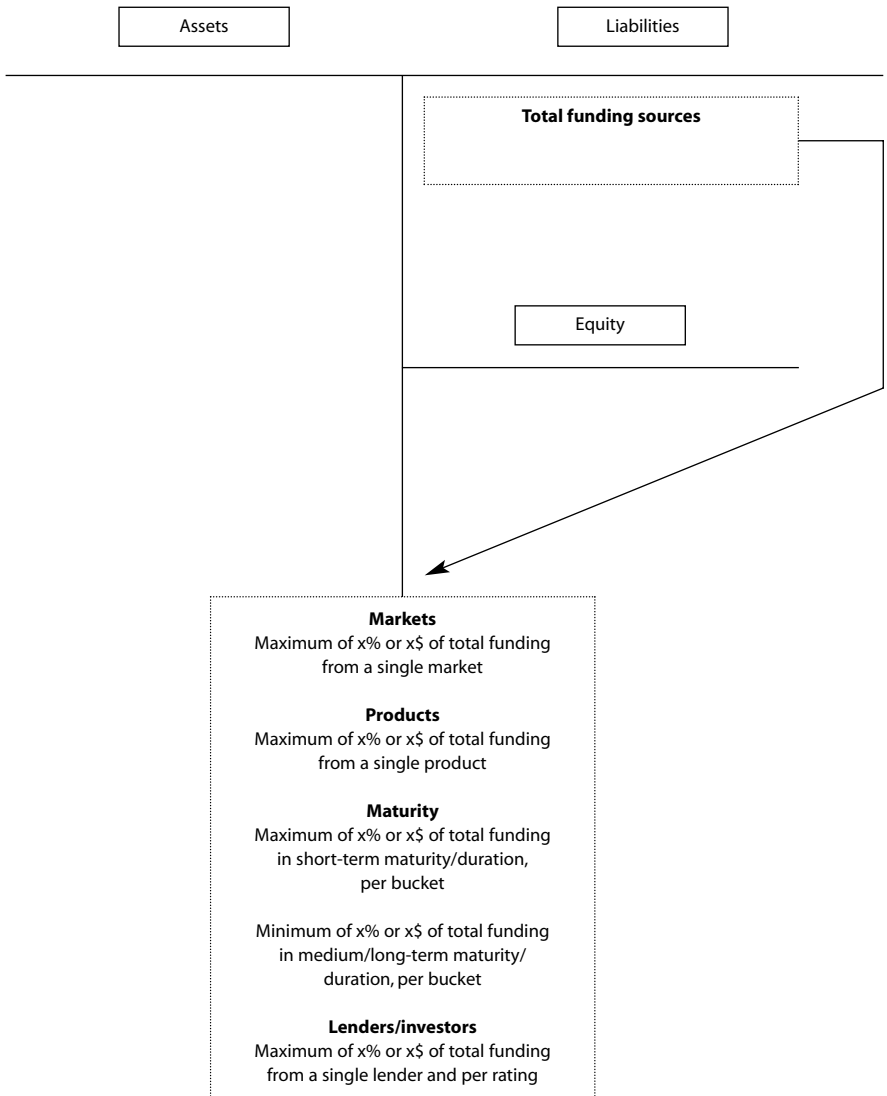 Assets
Liabilities
Total funding sources
Equity
Markets
Maximum of x% or x$ of total funding
from a single market
Products
Maximum of x% or x$ of total funding
from a single product
Maturity
Maximum of x% or x$ of total funding
in short-term maturity/duration,
per bucket
Minimum of x% or x$ of total funding
in medium/long-term maturity/
duration, per bucket
Lenders/investors
Maximum of x% or x$ of total funding
from a single lender and per rating